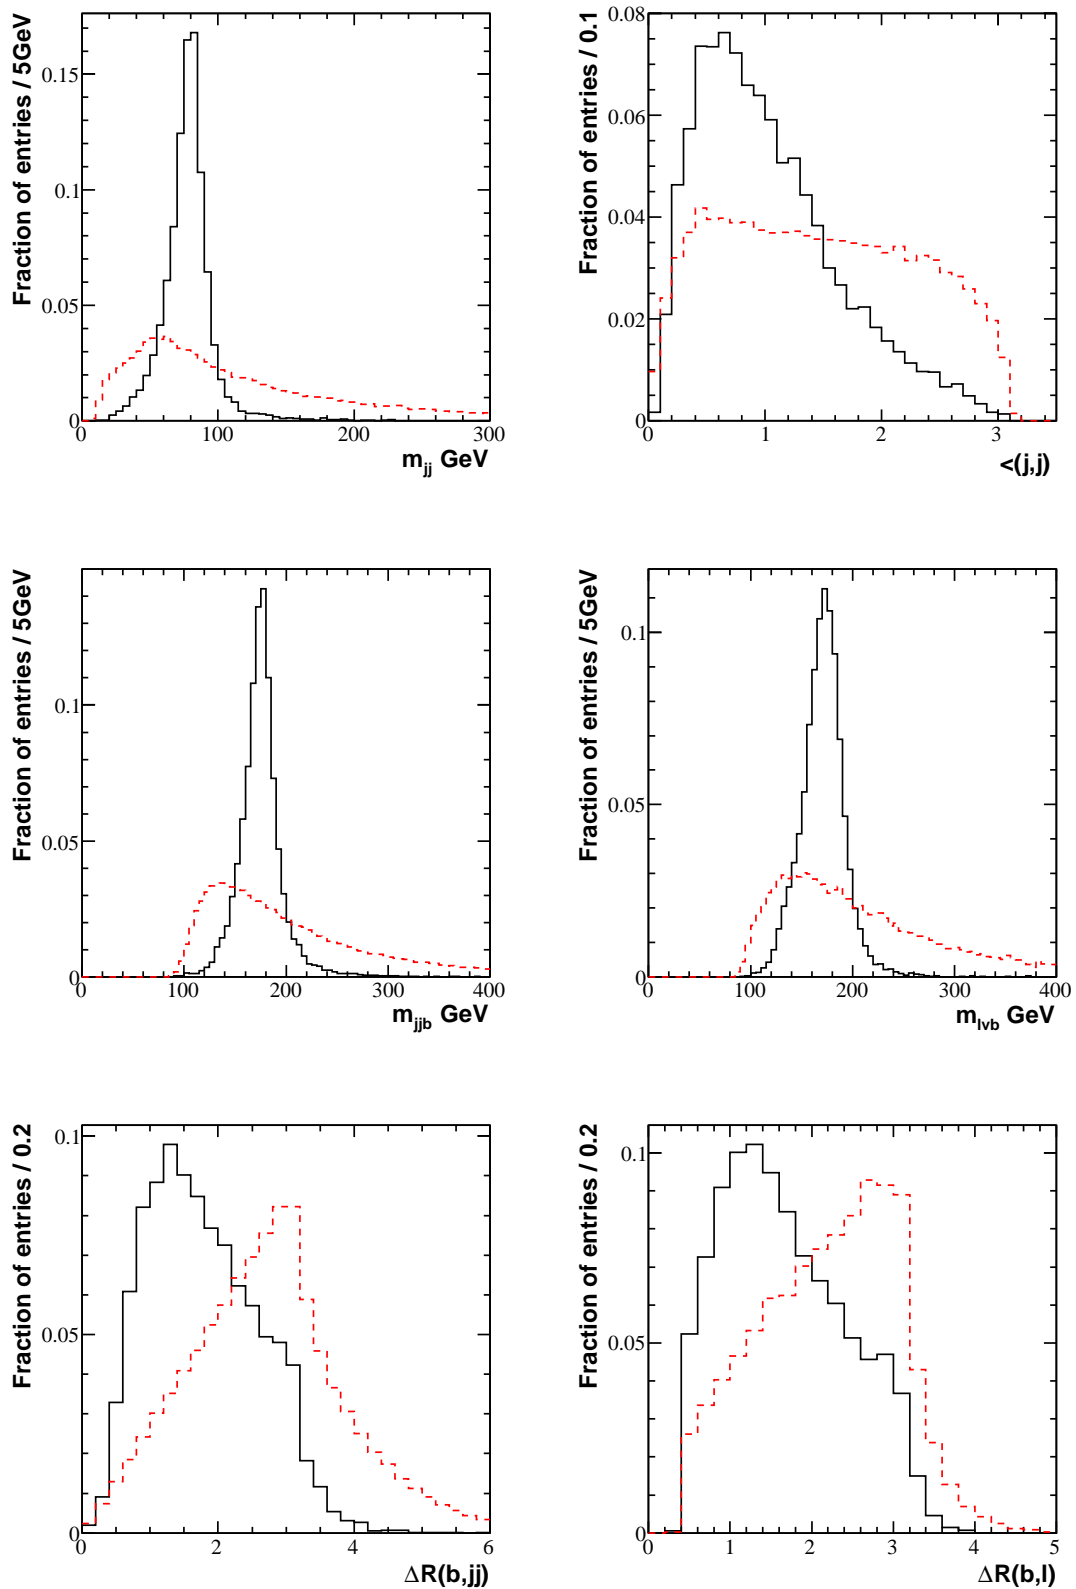 Fraction of entries / 5GeV
0.15
0.1
0.05
0
0 100 200 300
m_jj GeV
Fraction of entries / 0.1
0.08
0.06
0.04
0.02
0
0 1 2 3
<(j,j)
Fraction of entries / 5GeV
0.1
0.05
0
0 100 200 300 400
m_jjb GeV
Fraction of entries / 5GeV
0.1
0.05
0
0 100 200 300 400
m_lνb GeV
Fraction of entries / 0.2
0.1
0.05
0
0 2 4 6
ΔR(b,jj)
Fraction of entries / 0.2
0.1
0.05
0
0 1 2 3 4 5
ΔR(b,l)